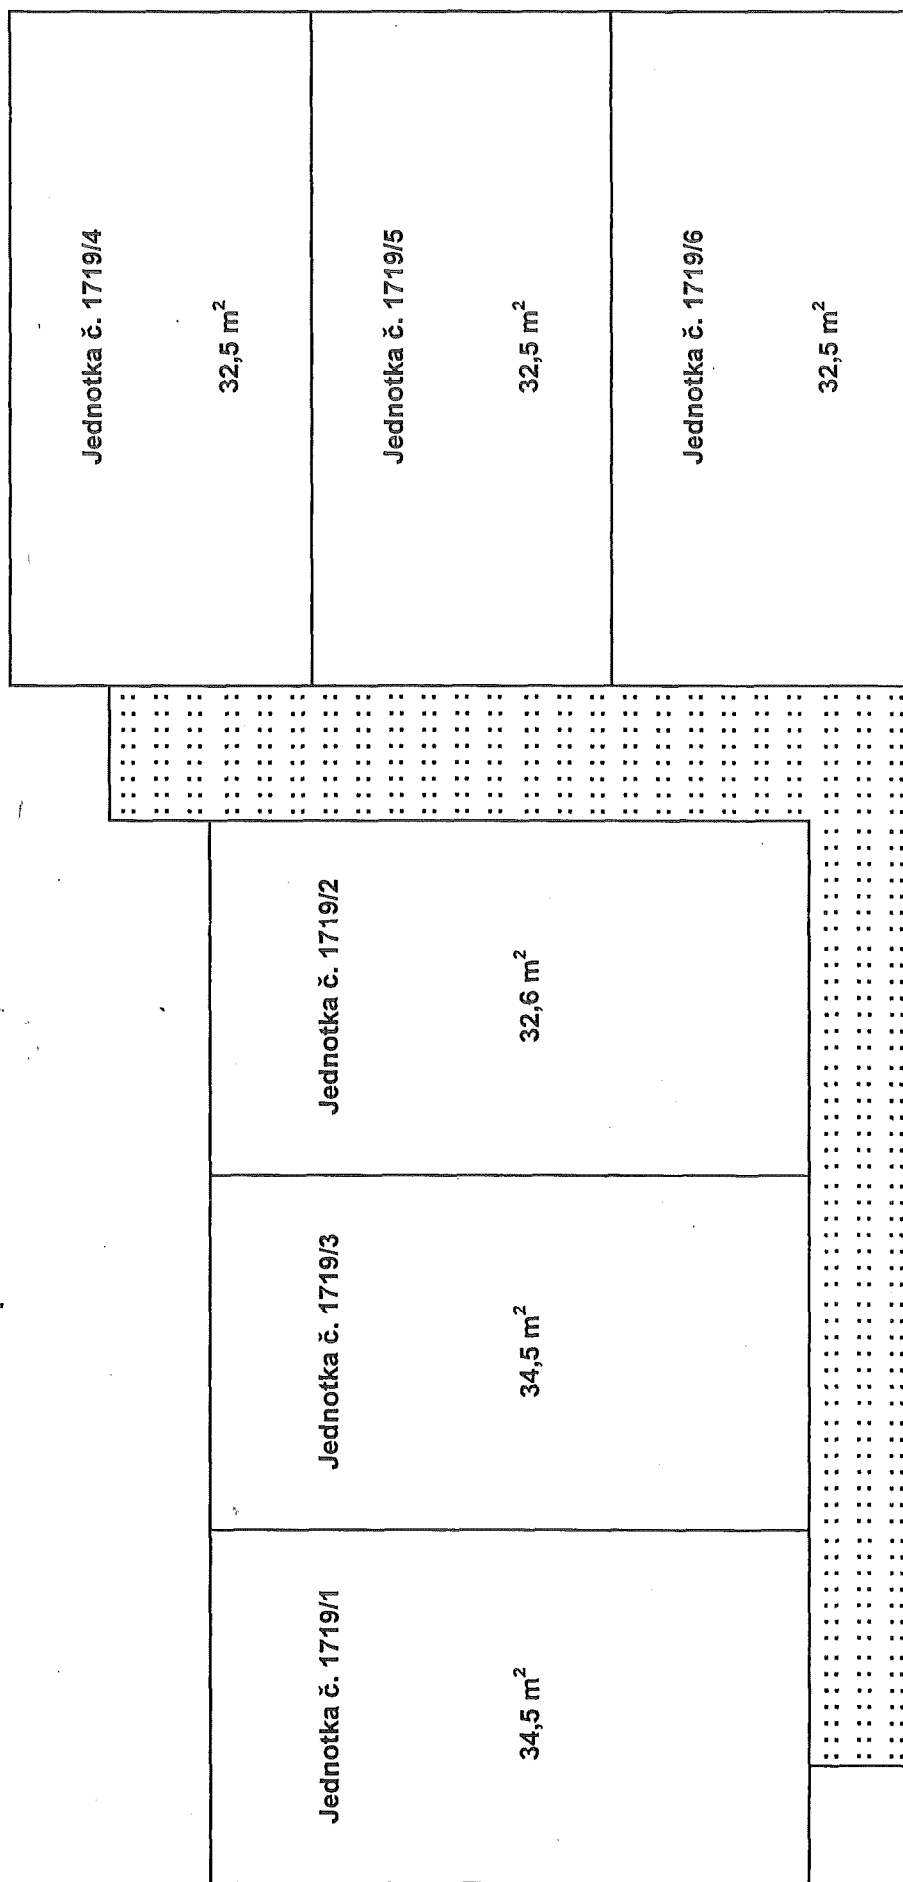 Jednotka č. 1719/4
32,5 m²
Jednotka č. 1719/5
32,5 m²
Jednotka č. 1719/6
32,5 m²
Jednotka č. 1719/2
32,6 m²
Jednotka č. 1719/3
34,5 m²
Jednotka č. 1719/1
34,5 m²